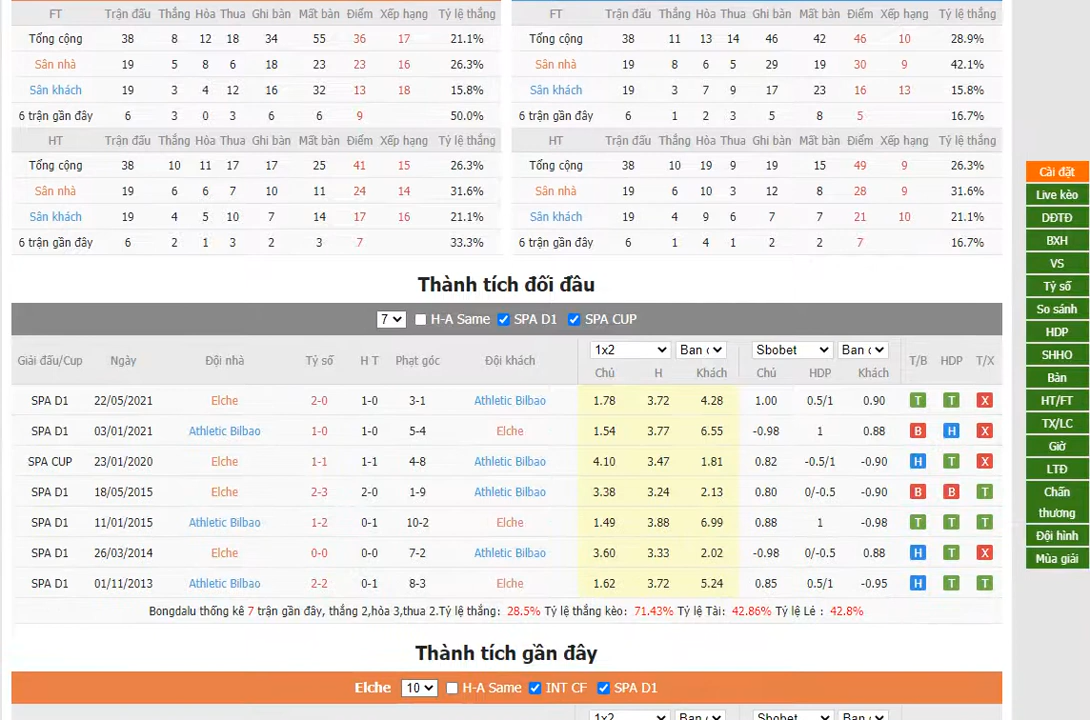 FT Trận đấu Thắng Hòa Thua Ghi bàn Mất bàn Điểm Xếp hạng Tỷ lệ thắng
Tổng cộng 38 8 12 18 34 55 36 17 21.1%
Sân nhà 19 5 8 6 18 23 23 16 26.3%
Sân khách 19 3 4 12 16 32 13 18 15.8%
6 trận gần đây 6 3 0 3 6 6 9 50.0%
HT Trận đấu Thắng Hòa Thua Ghi bàn Mất bàn Điểm Xếp hạng Tỷ lệ thắng
Tổng cộng 38 10 11 17 17 25 41 15 26.3%
Sân nhà 19 6 6 7 10 11 24 14 31.6%
Sân khách 19 4 5 10 7 14 17 16 21.1%
6 trận gần đây 6 2 1 3 2 3 7 33.3%
FT Trận đấu Thắng Hòa Thua Ghi bàn Mất bàn Điểm Xếp hạng Tỷ lệ thắng
Tổng cộng 38 11 13 14 46 42 46 10 28.9%
Sân nhà 19 8 6 5 29 19 30 9 42.1%
Sân khách 19 3 7 9 17 23 16 13 15.8%
6 trận gần đây 6 1 2 3 5 8 5 16.7%
HT Trận đấu Thắng Hòa Thua Ghi bàn Mất bàn Điểm Xếp hạng Tỷ lệ thắng
Tổng cộng 38 10 19 9 19 15 49 9 26.3%
Sân nhà 19 6 10 3 12 8 28 9 31.6%
Sân khách 19 4 9 6 7 7 21 10 21.1%
6 trận gần đây 6 1 4 1 2 2 7 16.7%
Thành tích đối đầu
7 H-A Same SPA D1 SPA CUP
Giải đấu/Cup Ngày Đội nhà Tỷ số H T Phạt góc Đội khách 1x2 Ban Sbobet Ban T/B HDP T/X
Chủ H Khách Chủ HDP Khách
SPA D1 22/05/2021 Elche 2-0 1-0 3-1 Athletic Bilbao 1.78 3.72 4.28 1.00 0.5/1 0.90 T T X
SPA D1 03/01/2021 Athletic Bilbao 1-0 1-0 5-4 Elche 1.54 3.77 6.55 -0.98 1 0.88 B H X
SPA CUP 23/01/2020 Elche 1-1 1-1 4-8 Athletic Bilbao 4.10 3.47 1.81 0.82 -0.5/1 -0.90 H T X
SPA D1 18/05/2015 Elche 2-3 2-0 1-9 Athletic Bilbao 3.38 3.24 2.13 0.80 0/-0.5 -0.90 B B T
SPA D1 11/01/2015 Athletic Bilbao 1-2 0-1 10-2 Elche 1.49 3.88 6.99 0.88 1 -0.98 T T T
SPA D1 26/03/2014 Elche 0-0 0-0 7-2 Athletic Bilbao 3.60 3.33 2.02 -0.98 0/-0.5 0.88 H T X
SPA D1 01/11/2013 Athletic Bilbao 2-2 0-1 8-3 Elche 1.62 3.72 5.24 0.85 0.5/1 -0.95 H T T
Bongdalu thống kê 7 trận gần đây, thắng 2,hòa 3,thua 2.Tỷ lệ thắng: 28.5% Tỷ lệ thắng kèo: 71.43% Tỷ lệ Tài: 42.86% Tỷ lệ Lẻ : 42.8%
Thành tích gần đây
Elche 10 H-A Same INT CF SPA D1
1x2 Ban Sbobet Ban
Cài đặt
Live kèo
DĐTĐ
BXH
VS
Tỷ số
So sánh
HDP
SHHO
Bàn
HT/FT
TX/LC
Giờ
LTĐ
Chấn
thương
Đội hình
Mùa giải